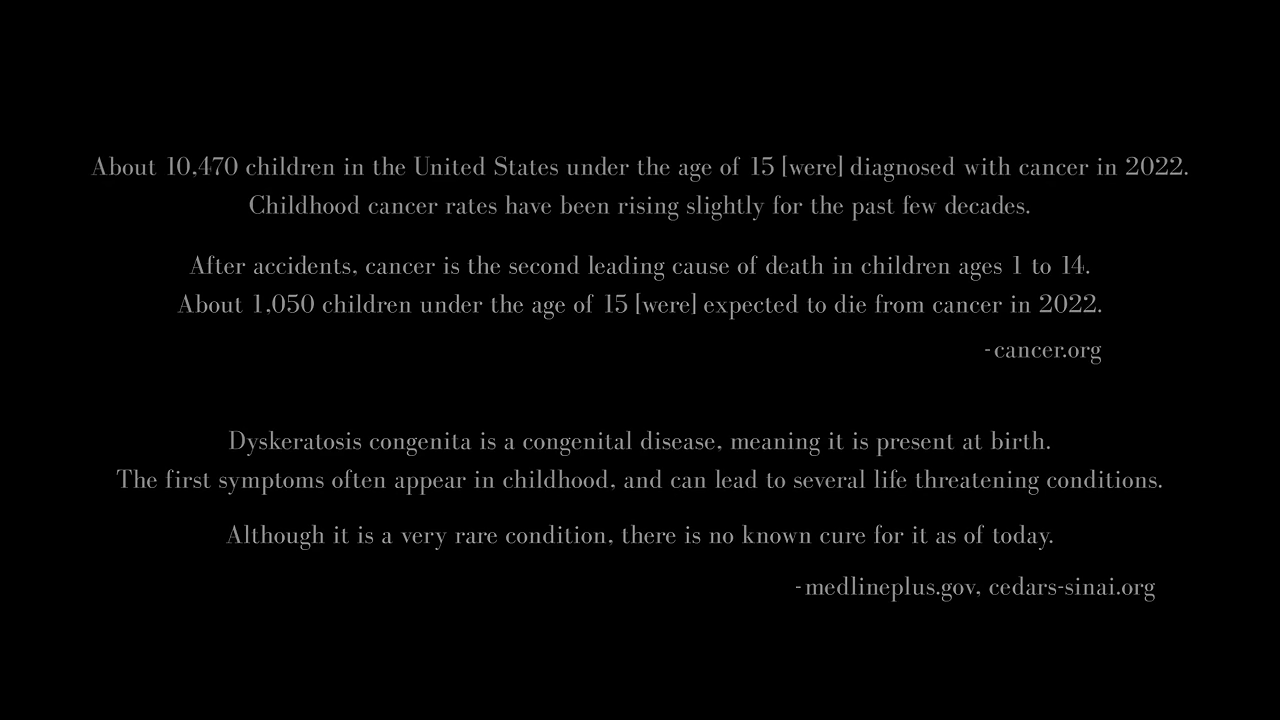 About 10,470 children in the United States under the age of 15 [were] diagnosed with cancer in 2022.
Childhood cancer rates have been rising slightly for the past few decades.
After accidents, cancer is the second leading cause of death in children ages 1 to 14.
About 1,050 children under the age of 15 [were] expected to die from cancer in 2022.
-cancer.org
Dyskeratosis congenita is a congenital disease, meaning it is present at birth.
The first symptoms often appear in childhood, and can lead to several life threatening conditions.
Although it is a very rare condition, there is no known cure for it as of today.
-medlineplus.gov, cedars-sinai.org